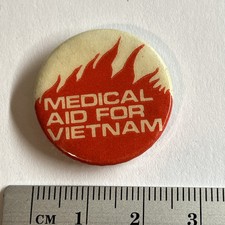 MEDICAL
AID FOR
VIETNAM
CM 1 2 3